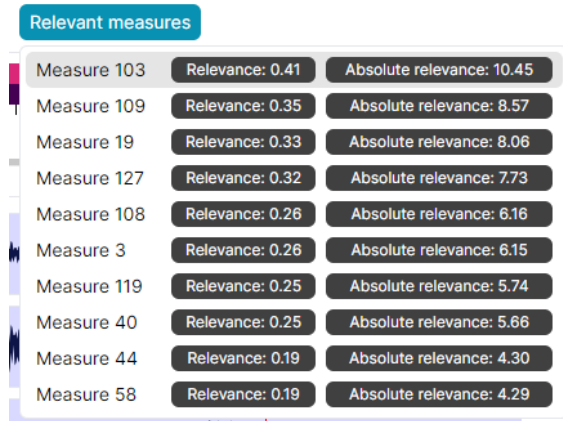 Relevant measures
Measure 103 Relevance: 0.41 Absolute relevance: 10.45
Measure 109 Relevance: 0.35 Absolute relevance: 8.57
Measure 19 Relevance: 0.33 Absolute relevance: 8.06
Measure 127 Relevance: 0.32 Absolute relevance: 7.73
Measure 108 Relevance: 0.26 Absolute relevance: 6.16
Measure 3 Relevance: 0.26 Absolute relevance: 6.15
Measure 119 Relevance: 0.25 Absolute relevance: 5.74
Measure 40 Relevance: 0.25 Absolute relevance: 5.66
Measure 44 Relevance: 0.19 Absolute relevance: 4.30
Measure 58 Relevance: 0.19 Absolute relevance: 4.29